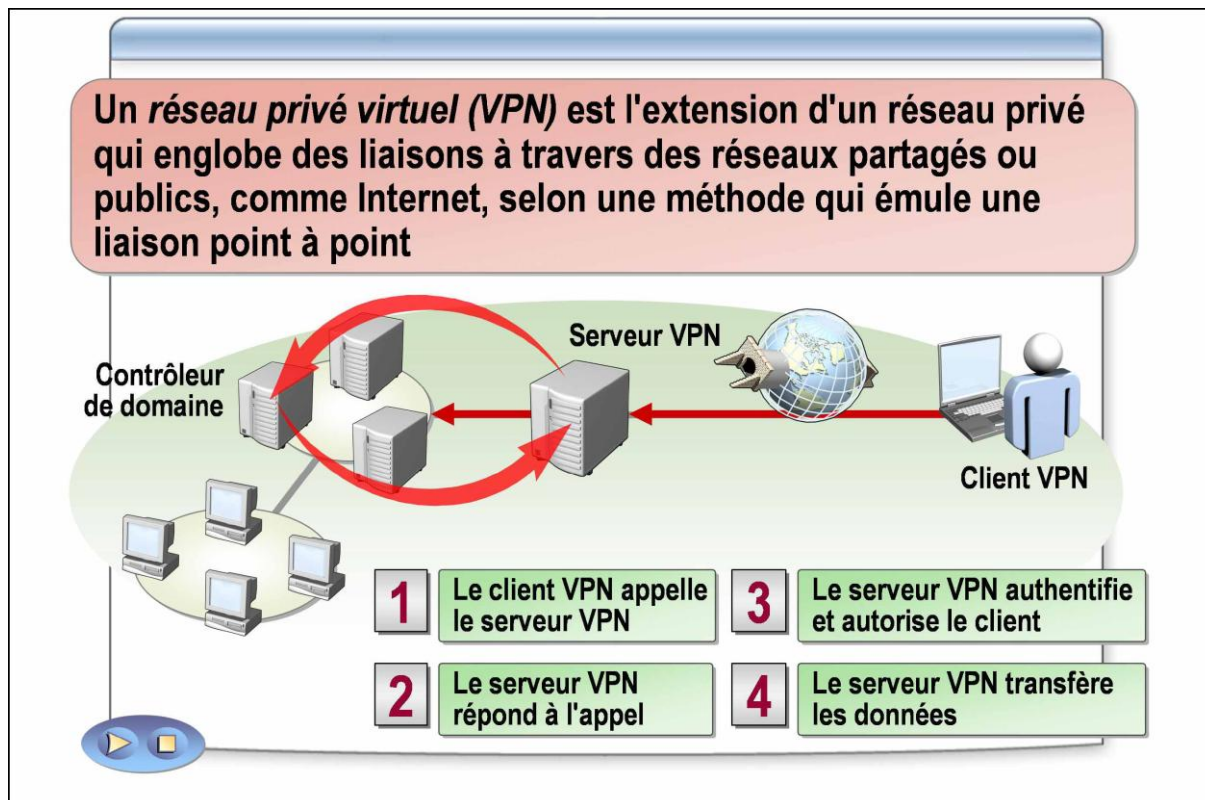 Un réseau privé virtuel (VPN) est l'extension d'un réseau privé
qui englobe des liaisons à travers des réseaux partagés ou
publics, comme Internet, selon une méthode qui émule une
liaison point à point
Serveur VPN
Contrôleur
de domaine
Client VPN
1
Le client VPN appelle
le serveur VPN
2
Le serveur VPN
répond à l'appel
3
Le serveur VPN authentifie
et autorise le client
4
Le serveur VPN transfère
les données